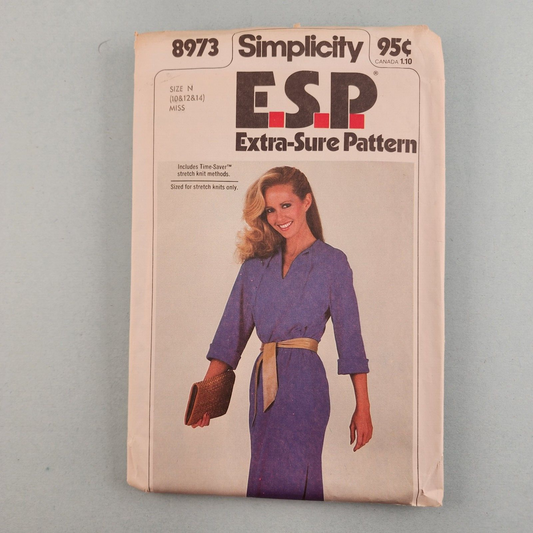 8973 Simplicity 95¢
CANADA 1.10
SIZE N
(10&12&14)
MISS
E.S.P.®
Extra-Sure Pattern
Includes Time-Saver™
stretch knit methods.
Sized for stretch knits only.